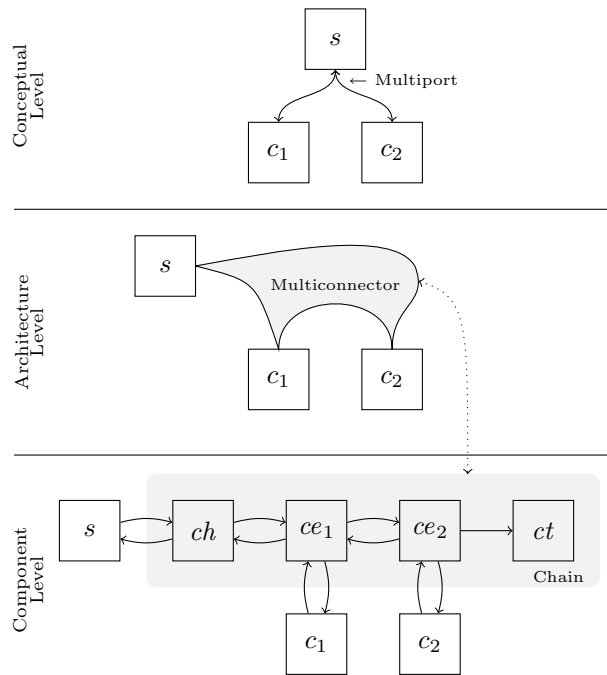 Conceptual
Level
s
← Multiport
c₁
c₂
Architecture
Level
s
Multiconnector
c₁
c₂
Component
Level
s
ch
ce₁
ce₂
ct
Chain
c₁
c₂